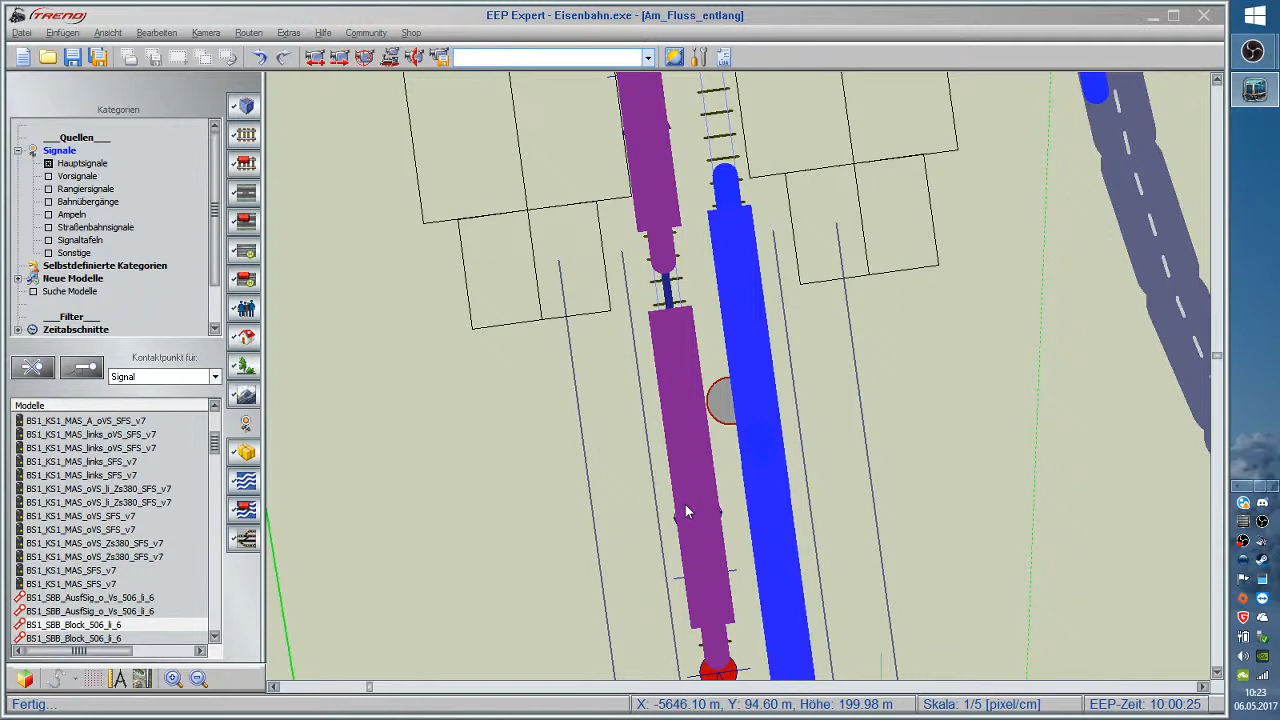 TREND
EEP Expert - Eisenbahn.exe - [Am_Fluss_entlang]
Datei Einfügen Ansicht Bearbeiten Kamera Routen Extras Hilfe Community Shop
Kategorien
___Quellen___
Signale
Hauptsignale
Vorsignale
Rangiersignale
Bahnübergänge
Ampeln
Straßenbahnsignale
Signaltafeln
Sonstige
Selbstdefinierte Kategorien
Neue Modelle
Suche Modelle
___Filter___
Zeitabschnitte
Kontaktpunkt für:
Signal
Modelle
BS1_KS1_MAS_A_oVS_SFS_v7
BS1_KS1_MAS_links_oVS_SFS_v7
BS1_KS1_MAS_links_oVS_SFS_v7
BS1_KS1_MAS_links_SFS_v7
BS1_KS1_MAS_links_SFS_v7
BS1_KS1_MAS_oVS_li_Zs380_SFS_v7
BS1_KS1_MAS_oVS_li_Zs380_SFS_v7
BS1_KS1_MAS_oVS_SFS_v7
BS1_KS1_MAS_oVS_SFS_v7
BS1_KS1_MAS_oVS_Zs380_SFS_v7
BS1_KS1_MAS_oVS_Zs380_SFS_v7
BS1_KS1_MAS_SFS_v7
BS1_KS1_MAS_SFS_v7
BS1_SBB_AusfSig_o_Vs_506_li_6
BS1_SBB_AusfSig_o_Vs_506_li_6
BS1_SBB_Block_506_li_6
BS1_SBB_Block_506_li_6
Fertig...
X: -5646.10 m, Y: 94.60 m, Höhe: 199.98 m
Skala: 1/5 [pixel/cm]
EEP-Zeit: 10:00:25
10:23
06.05.2017